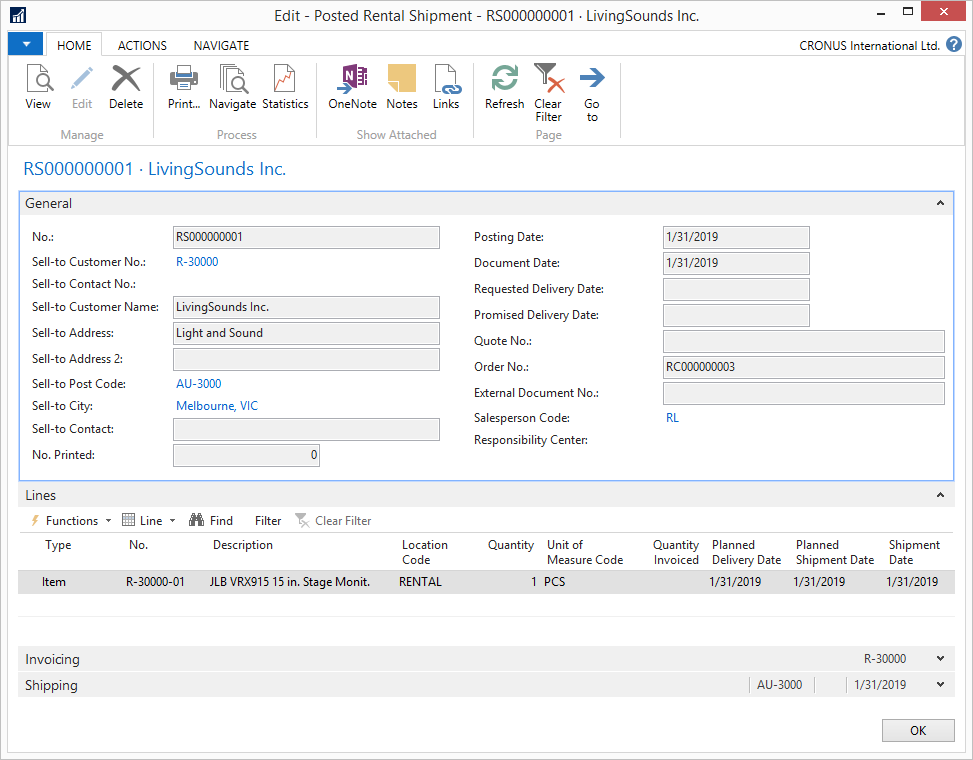 Edit - Posted Rental Shipment - RS000000001 · LivingSounds Inc.
HOME ACTIONS NAVIGATE CRONUS International Ltd. ?
View Edit Delete Print... Navigate Statistics OneNote Notes Links Refresh Clear Filter Go to
Manage Process Show Attached Page
RS000000001 · LivingSounds Inc.
General
No.: RS000000001 Posting Date: 1/31/2019
Sell-to Customer No.: R-30000 Document Date: 1/31/2019
Sell-to Contact No.: Requested Delivery Date:
Sell-to Customer Name: LivingSounds Inc. Promised Delivery Date:
Sell-to Address: Light and Sound Quote No.:
Sell-to Address 2: Order No.: RC000000003
Sell-to Post Code: AU-3000 External Document No.:
Sell-to City: Melbourne, VIC Salesperson Code: RL
Sell-to Contact: Responsibility Center:
No. Printed: 0
Lines
Functions Line Find Filter Clear Filter
Type No. Description Location Code Quantity Unit of Measure Code Quantity Invoiced Planned Delivery Date Planned Shipment Date Shipment Date
Item R-30000-01 JLB VRX915 15 in. Stage Monit. RENTAL 1 PCS 1/31/2019 1/31/2019 1/31/2019
Invoicing R-30000
Shipping AU-3000 1/31/2019
OK